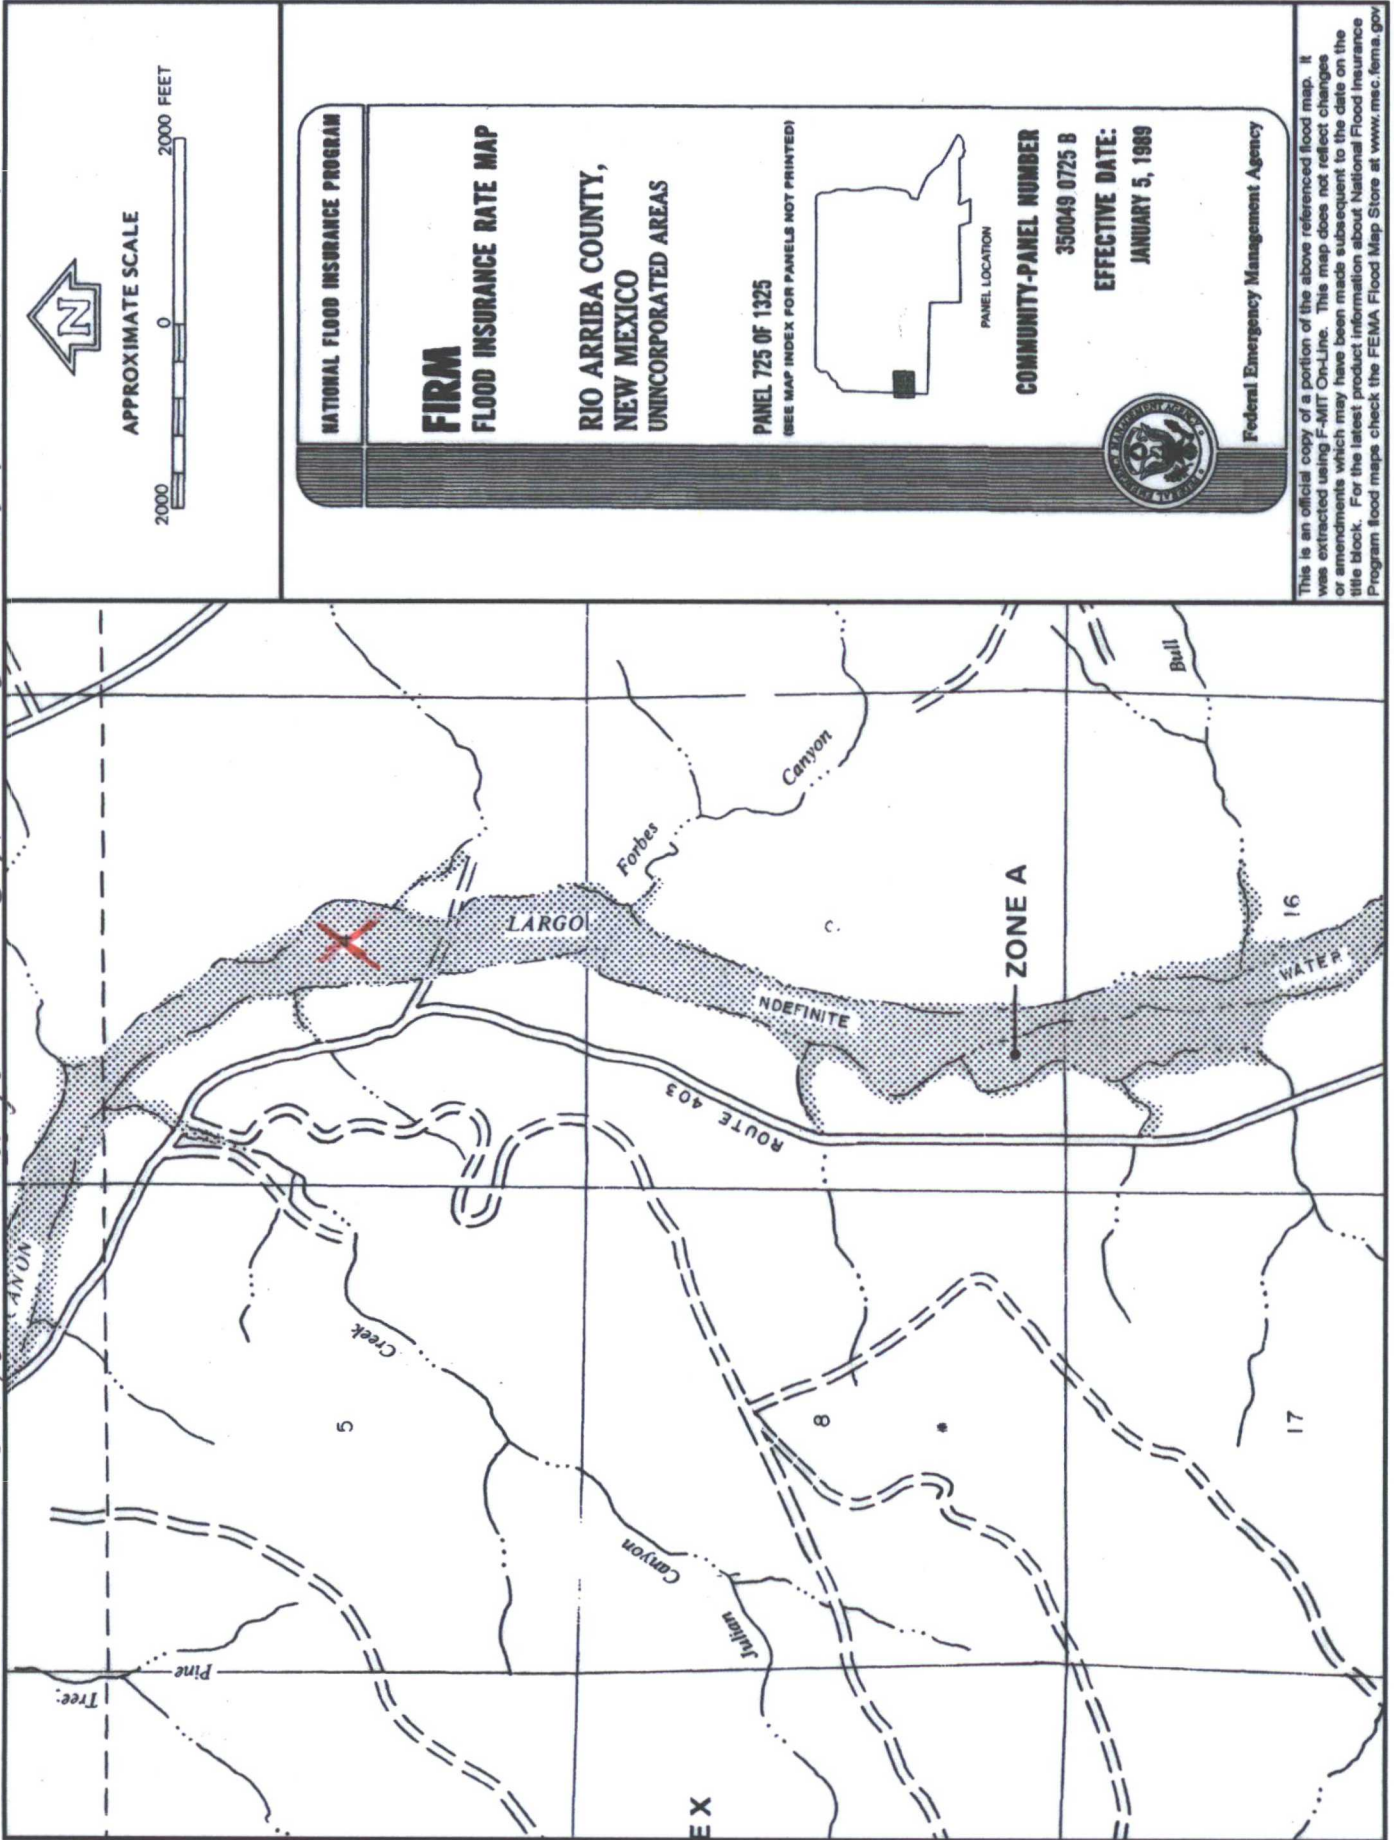 APPROXIMATE SCALE
2000
0
2000 FEET
N
NATIONAL FLOOD INSURANCE PROGRAM
FIRM
FLOOD INSURANCE RATE MAP
RIO ARRIBA COUNTY,
NEW MEXICO
UNINCORPORATED AREAS
PANEL 725 OF 1325
(SEE MAP INDEX FOR PANELS NOT PRINTED)
PANEL LOCATION
COMMUNITY-PANEL NUMBER
350049 0725 B
EFFECTIVE DATE:
JANUARY 5, 1989
Federal Emergency Management Agency
This is an official copy of a portion of the above referenced flood map. It
was extracted using F-MIT On-Line. This map does not reflect changes
or amendments which may have been made subsequent to the date on the
title block. For the latest product information about National Flood Insurance
Program flood maps check the FEMA Flood Map Store at www.msc.fema.gov
ANON
LARGO
Forbes
Canyon
NDEFINITE
ZONE A
WATER
Bull
16
ROUTE 403
Creek
5
8
17
Canyon
Julian
Pine
Tree
EX